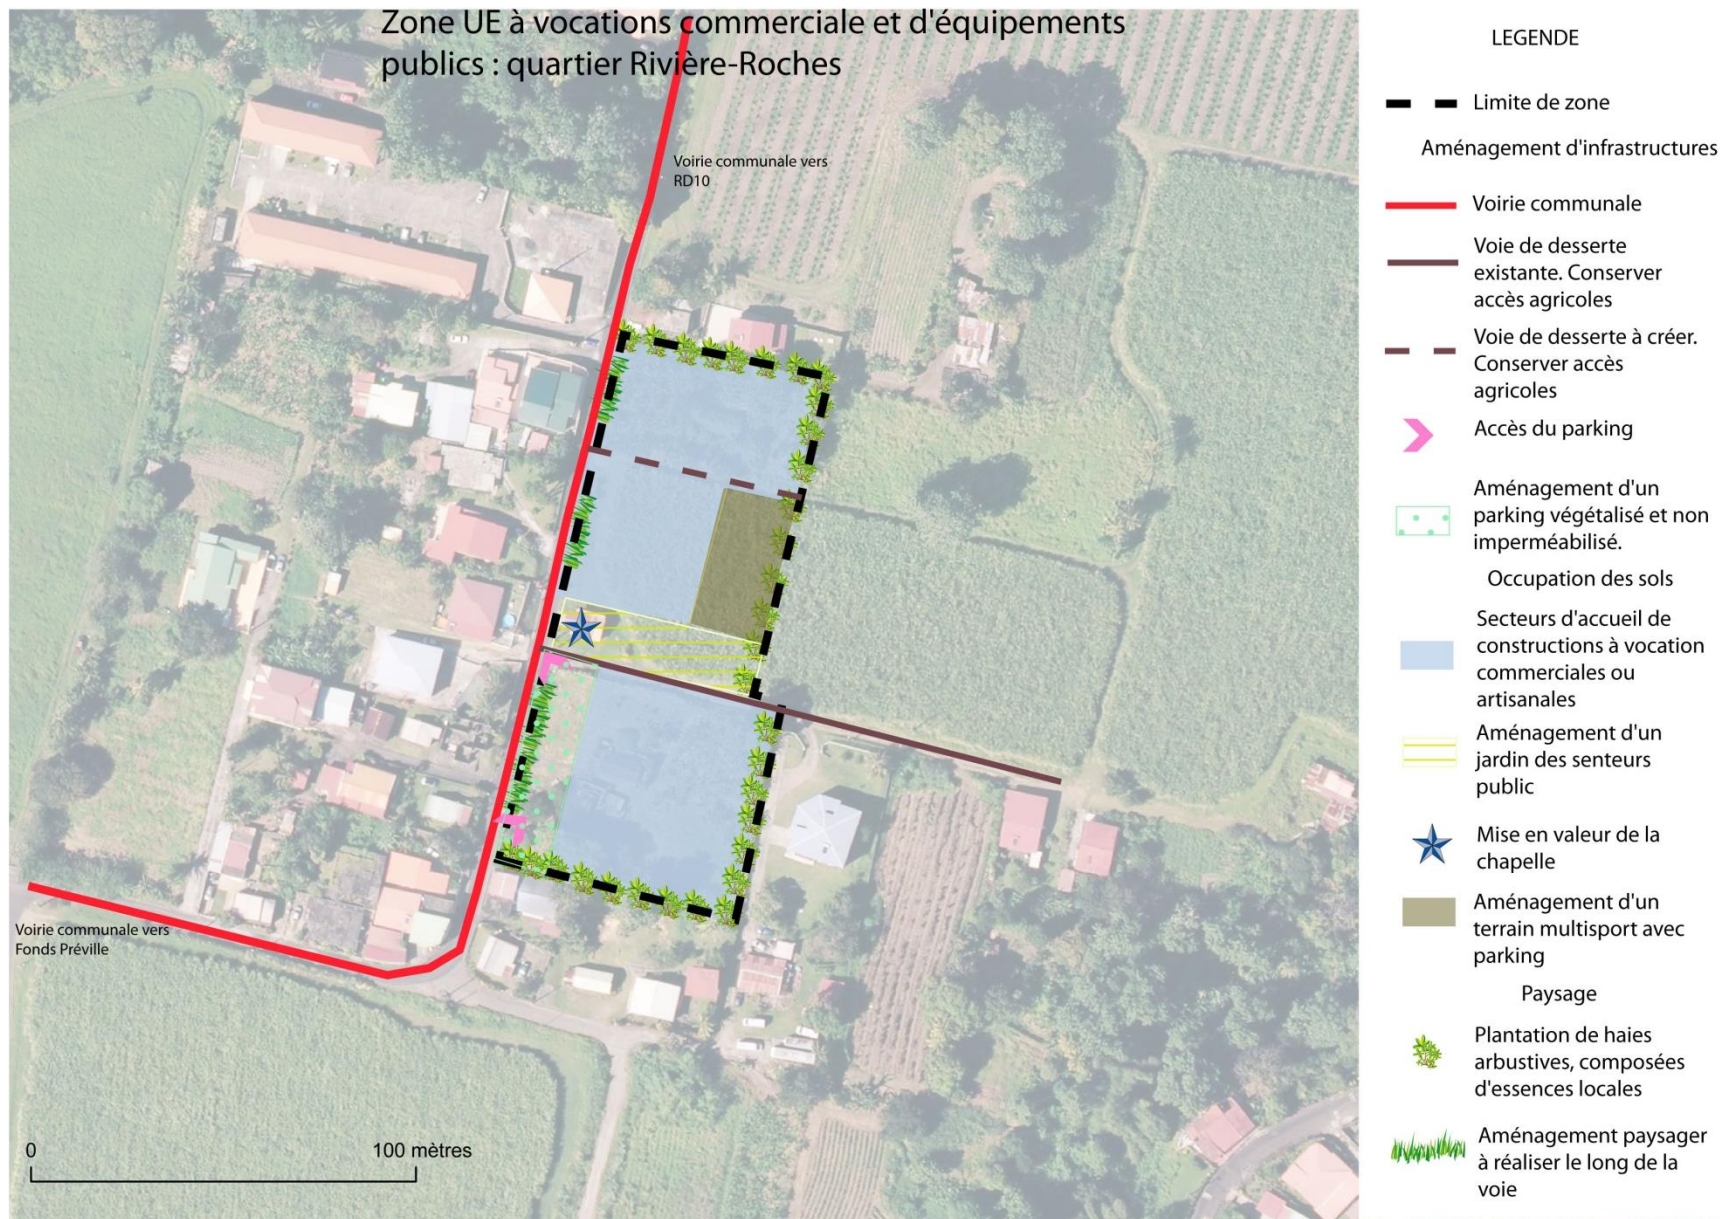 Zone UE à vocations commerciale et d'équipements
publics : quartier Rivière-Roches
Voirie communale vers
RD10
Voirie communale vers
Fonds Préville
0
100 mètres
LEGENDE
Limite de zone
Aménagement d'infrastructures
Voirie communale
Voie de desserte
existante. Conserver
accès agricoles
Voie de desserte à créer.
Conserver accès
agricoles
Accès du parking
Aménagement d'un
parking végétalisé et non
imperméabilisé.
Occupation des sols
Secteurs d'accueil de
constructions à vocation
commerciales ou
artisanales
Aménagement d'un
jardin des senteurs
public
Mise en valeur de la
chapelle
Aménagement d'un
terrain multisport avec
parking
Paysage
Plantation de haies
arbustives, composées
d'essences locales
Aménagement paysager
à réaliser le long de la
voie